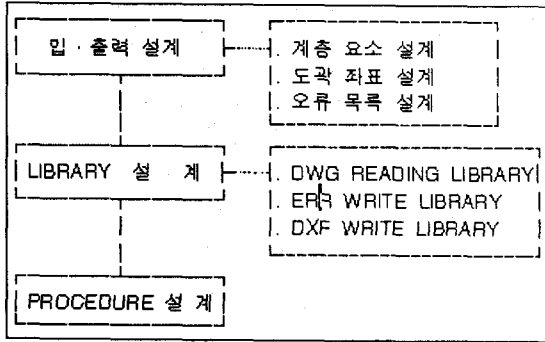 입 · 출력 설계
. 계층 요소 설계
. 도곽 좌표 설계
. 오류 목록 설계
LIBRARY 설 계
. DWG READING LIBRARY
. ERR WRITE LIBRARY
. DXF WRITE LIBRARY
PROCEDURE 설 계